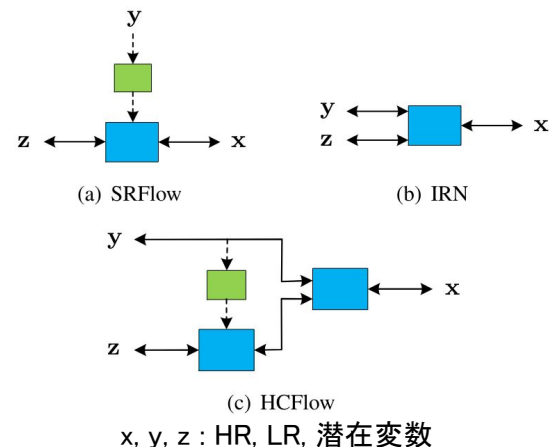 y
z
x
(a) SRFlow
y
z
x
(b) IRN
y
x
z
(c) HCFlow
x, y, z : HR, LR, 潜在変数